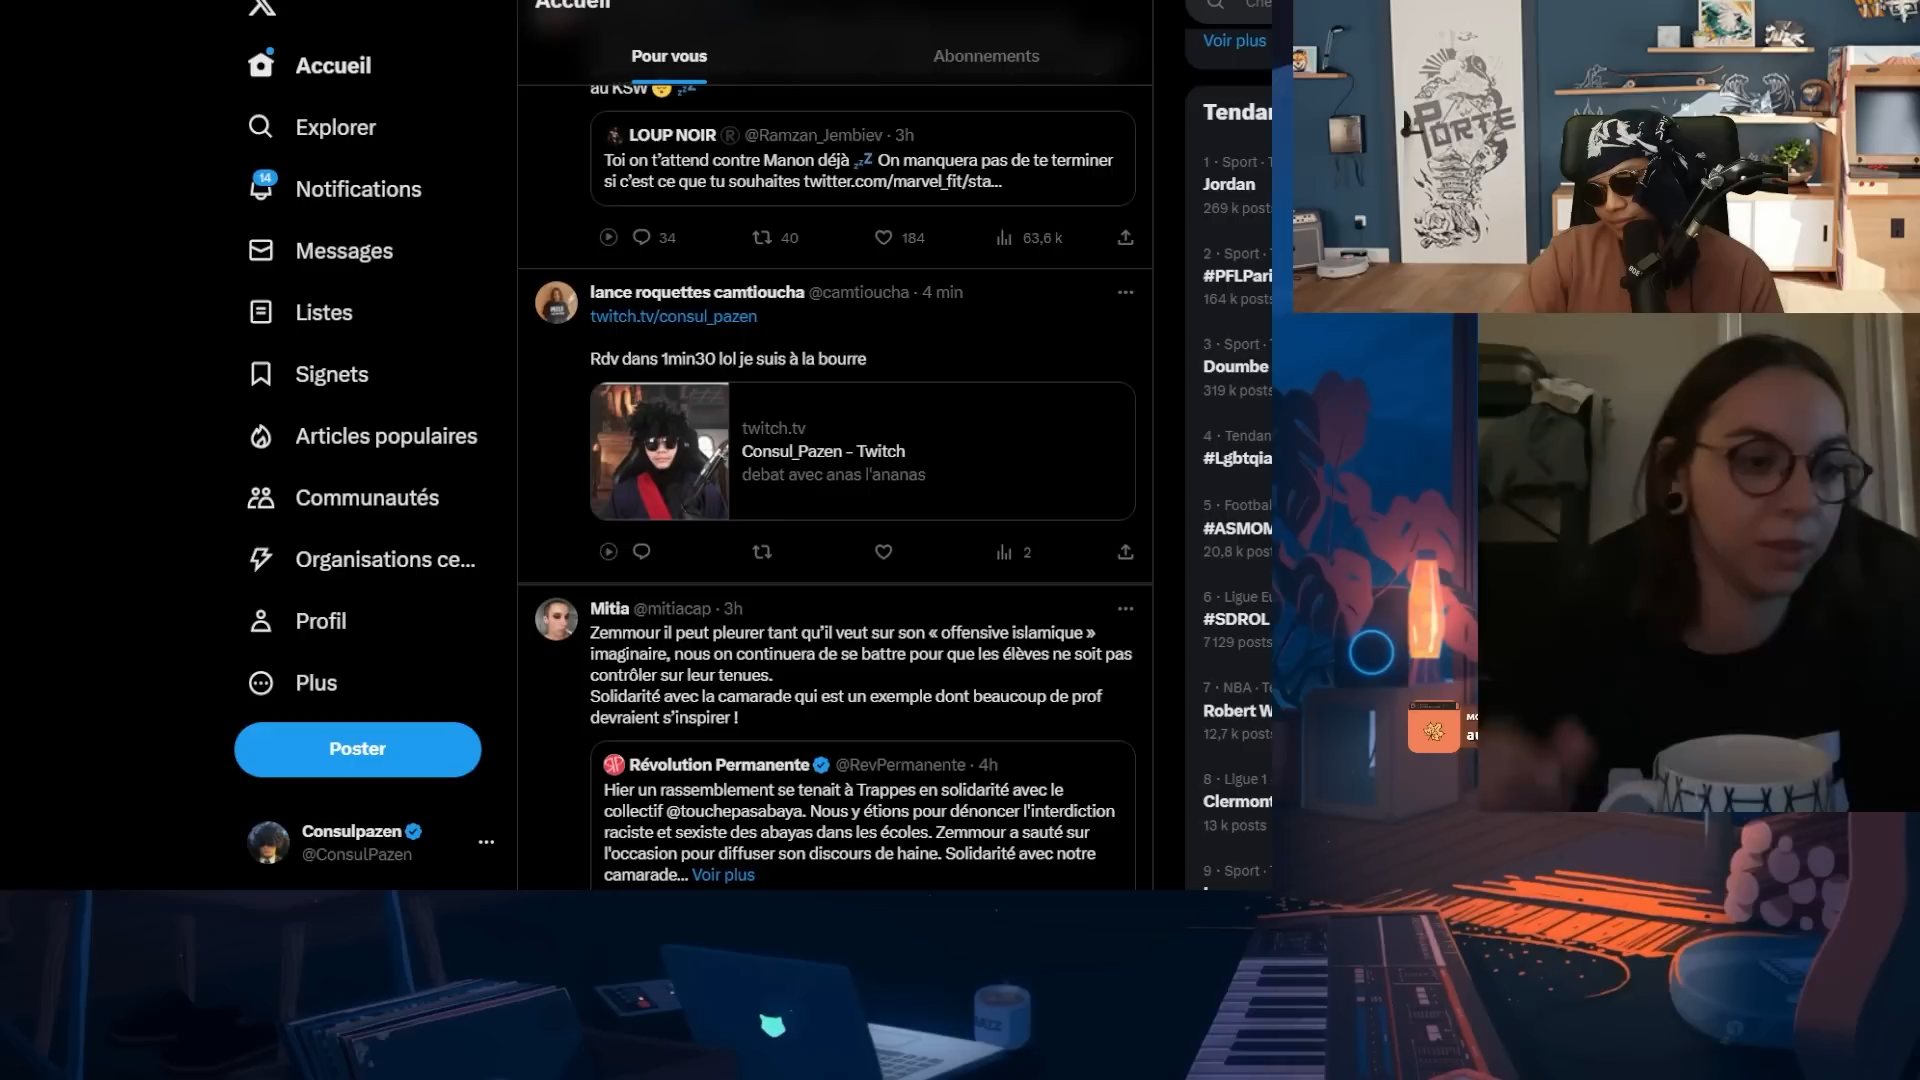 Accueil
Explorer
14
Notifications
Messages
Listes
Signets
Articles populaires
Communautés
Organisations ce...
Profil
Plus
Poster
Consulpazen
@ConsulPazen
Accueil
Pour vous
Abonnements
au KSW
LOUP NOIR Ⓡ @Ramzan_Jembiev · 3h
Toi on t'attend contre Manon déjà On manquera pas de te terminer
si c'est ce que tu souhaites twitter.com/marvel_fit/sta...
34
40
184
63,6 k
lance roquettes camtioucha @camtioucha · 4 min
twitch.tv/consul_pazen
Rdv dans 1min30 lol je suis à la bourre
twitch.tv
Consul_Pazen - Twitch
debat avec anas l'ananas
2
Mitia @mitiacap · 3h
Zemmour il peut pleurer tant qu'il veut sur son « offensive islamique »
imaginaire, nous on continuera de se battre pour que les élèves ne soit pas
contrôler sur leur tenues.
Solidarité avec la camarade qui est un exemple dont beaucoup de prof
devraient s'inspirer !
Révolution Permanente @RevPermanente · 4h
Hier un rassemblement se tenait à Trappes en solidarité avec le
collectif @touchepasabaya. Nous y étions pour dénoncer l'interdiction
raciste et sexiste des abayas dans les écoles. Zemmour a sauté sur
l'occasion pour diffuser son discours de haine. Solidarité avec notre
camarade... Voir plus
Che
Voir plus
Tendan
1 · Sport · T
Jordan
269 k posts
2 · Sport ·
#PFLPari
164 k posts
3 · Sport ·
Doumbe
319 k posts
4 · Tendan
#Lgbtqia
5 · Footbal
#ASMOM
20,8 k post
6 · Ligue Eu
#SDROL
7 129 posts
7 · NBA · Te
Robert W
12,7 k posts
8 · Ligue 1 ·
Clermont
13 k posts
9 · Sport ·
PORTE
JAZZ